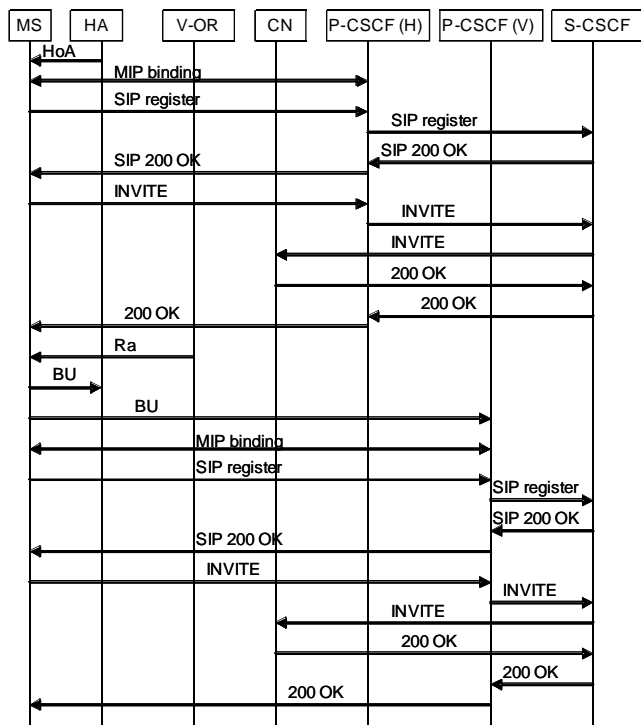 MS
HA
V-OR
CN
P-CSCF (H)
P-CSCF (V)
S-CSCF
HoA
MIP binding
SIP register
SIP register
SIP 200 OK
SIP 200 OK
INVITE
INVITE
INVITE
200 OK
200 OK
200 OK
Ra
BU
BU
MIP binding
SIP register
SIP register
SIP 200 OK
SIP 200 OK
INVITE
INVITE
INVITE
200 OK
200 OK
200 OK